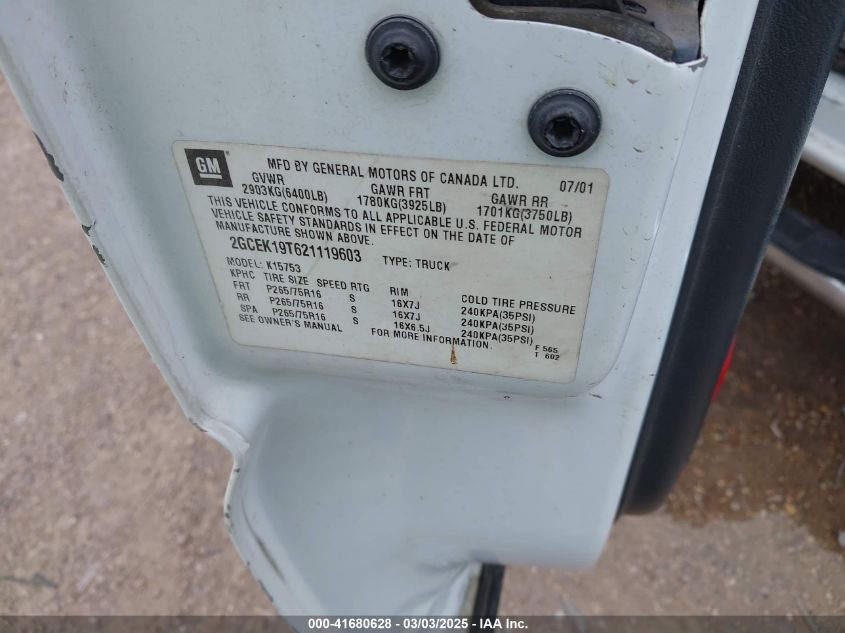 GM MFD BY GENERAL MOTORS OF CANADA LTD. 07/01
GVWR GAWR FRT GAWR RR
2903KG(6400LB) 1780KG(3925LB) 1701KG(3750LB)
THIS VEHICLE CONFORMS TO ALL APPLICABLE U.S. FEDERAL MOTOR
VEHICLE SAFETY STANDARDS IN EFFECT ON THE DATE OF
MANUFACTURE SHOWN ABOVE.
2GCEK19T621119603 TYPE: TRUCK
MODEL: K15753
KPHC TIRE SIZE SPEED RTG RIM COLD TIRE PRESSURE
FRT P265/75R16 S 16X7J 240KPA(35PSI)
RR P265/75R16 S 16X7J 240KPA(35PSI)
SPA P265/75R16 S 16X6.5J 240KPA(35PSI)
SEE OWNER'S MANUAL FOR MORE INFORMATION.
F 565
T 602
000-41680628 - 03/03/2025 - IAA Inc.